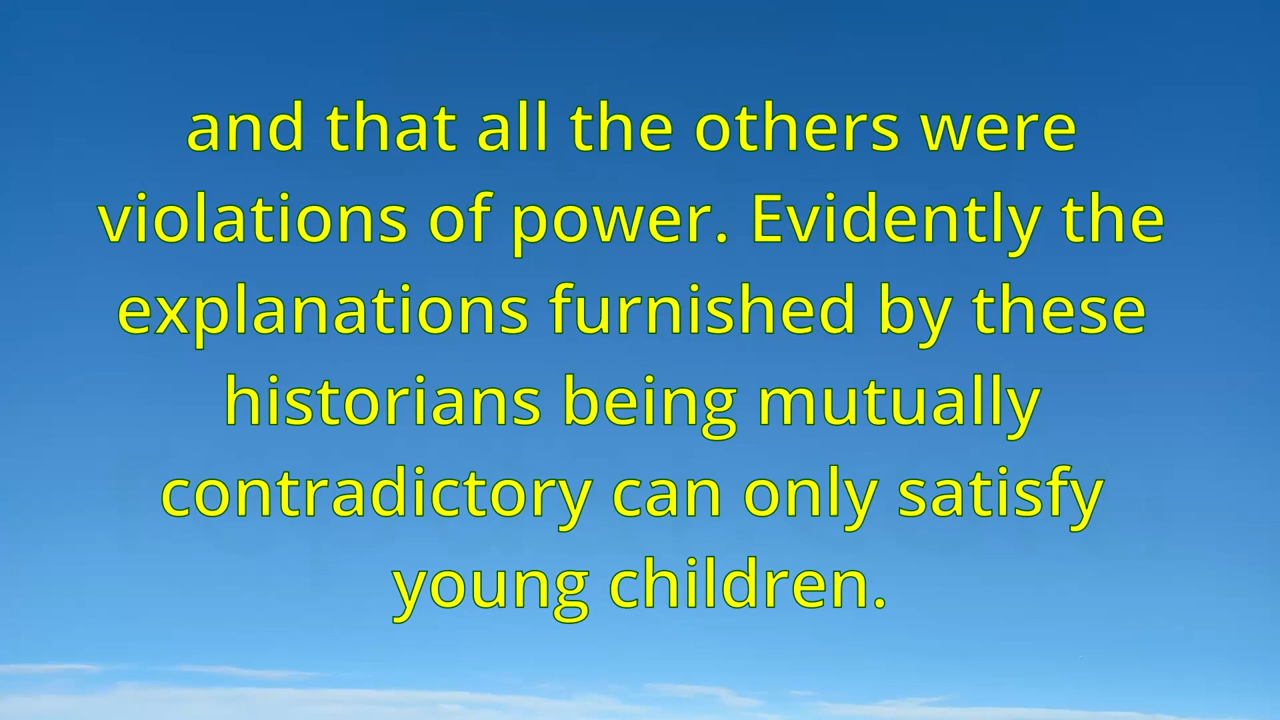 and that all the others were
violations of power. Evidently the
explanations furnished by these
historians being mutually
contradictory can only satisfy
young children.